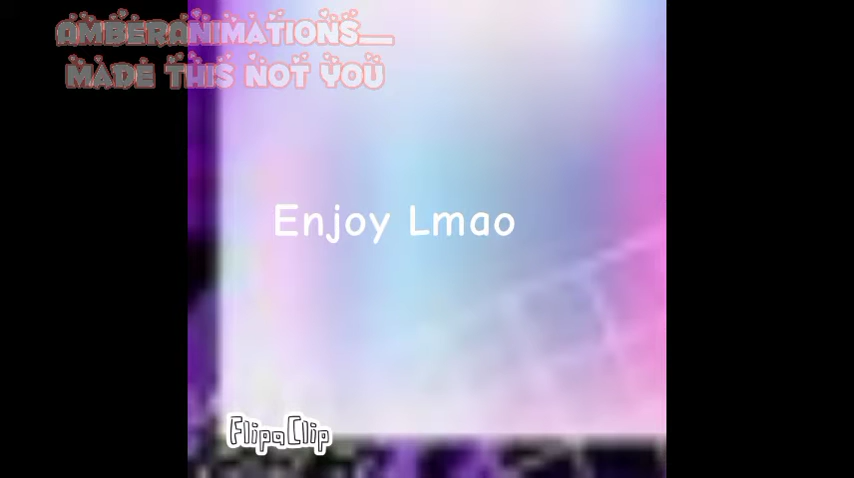 AMBERANIMATIONS__
MADE THIS NOT YOU
Enjoy Lmao
FlipaClip